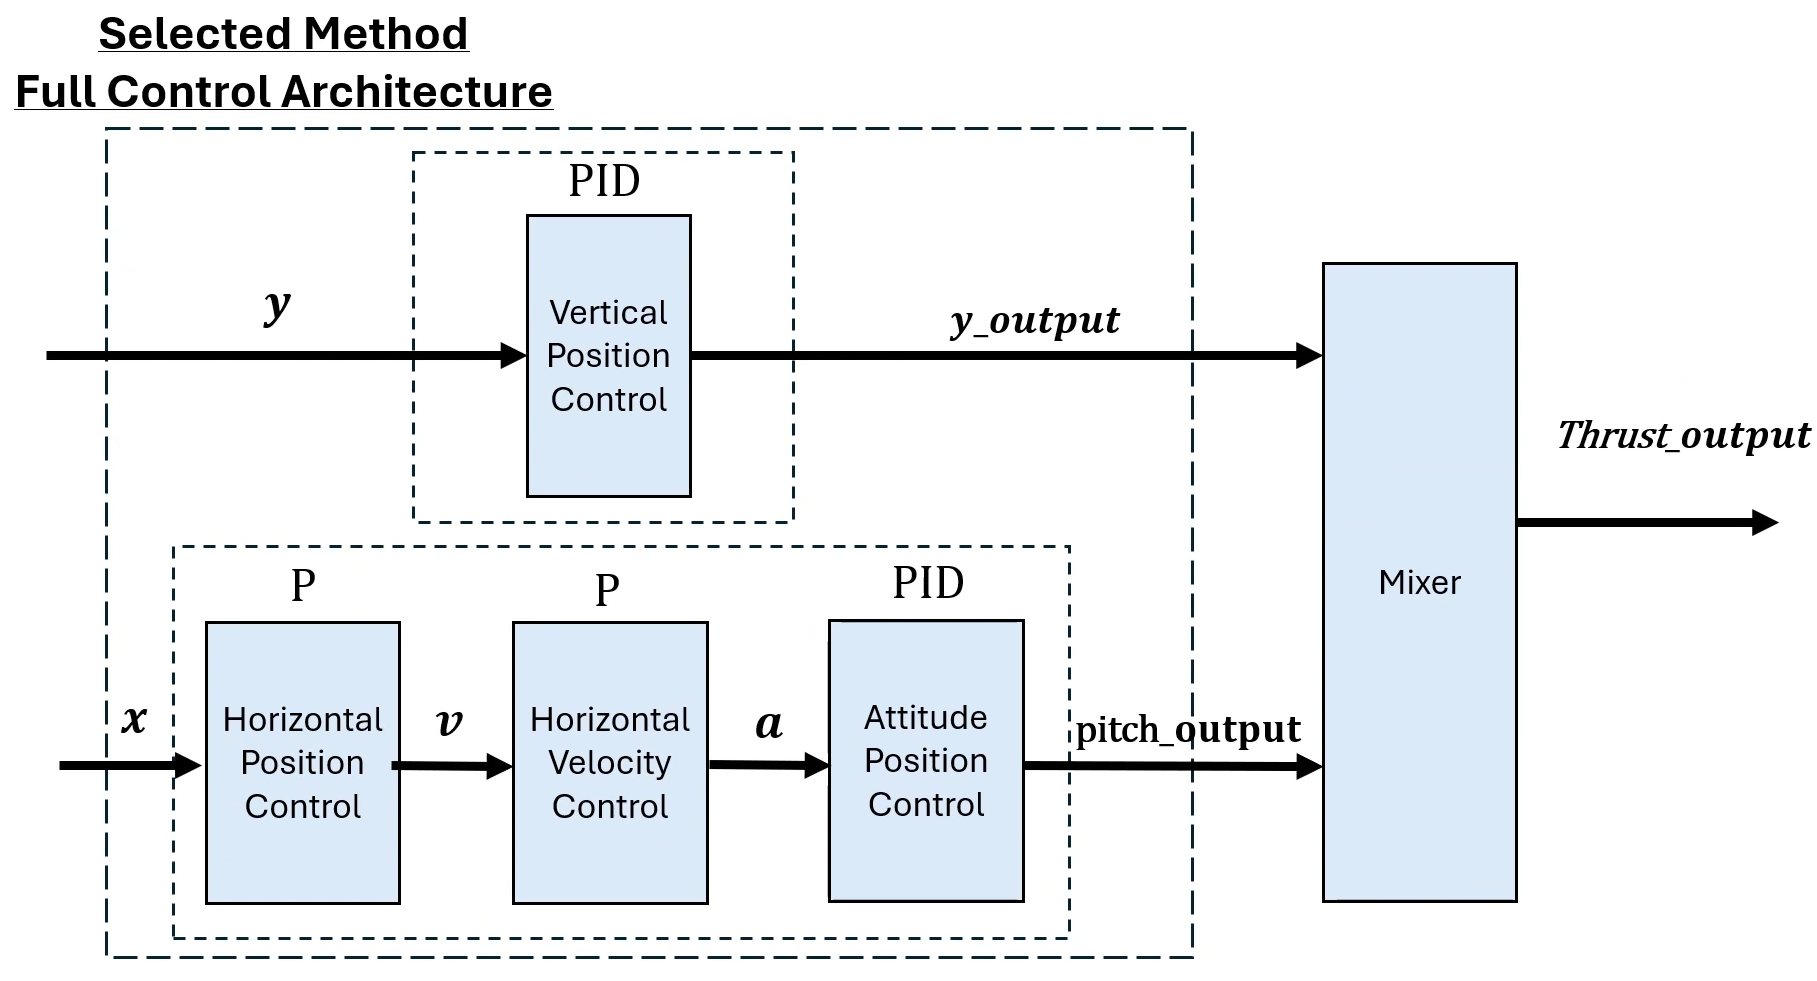 Selected Method
Full Control Architecture
PID
y
Vertical
Position
Control
y_output
Thrust_output
Mixer
P
P
PID
x
Horizontal
Position
Control
v
Horizontal
Velocity
Control
a
Attitude
Position
Control
pitch_output